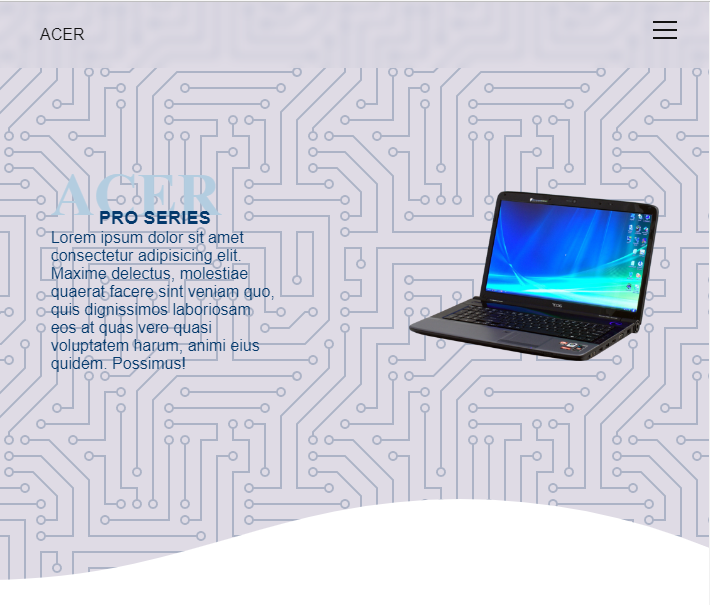 ACER
ACER
PRO SERIES
Lorem ipsum dolor sit amet
consectetur adipisicing elit.
Maxime delectus, molestiae
quaerat facere sint veniam quo,
quis dignissimos laboriosam
eos at quas vero quasi
voluptatem harum, animi eius
quidem. Possimus!